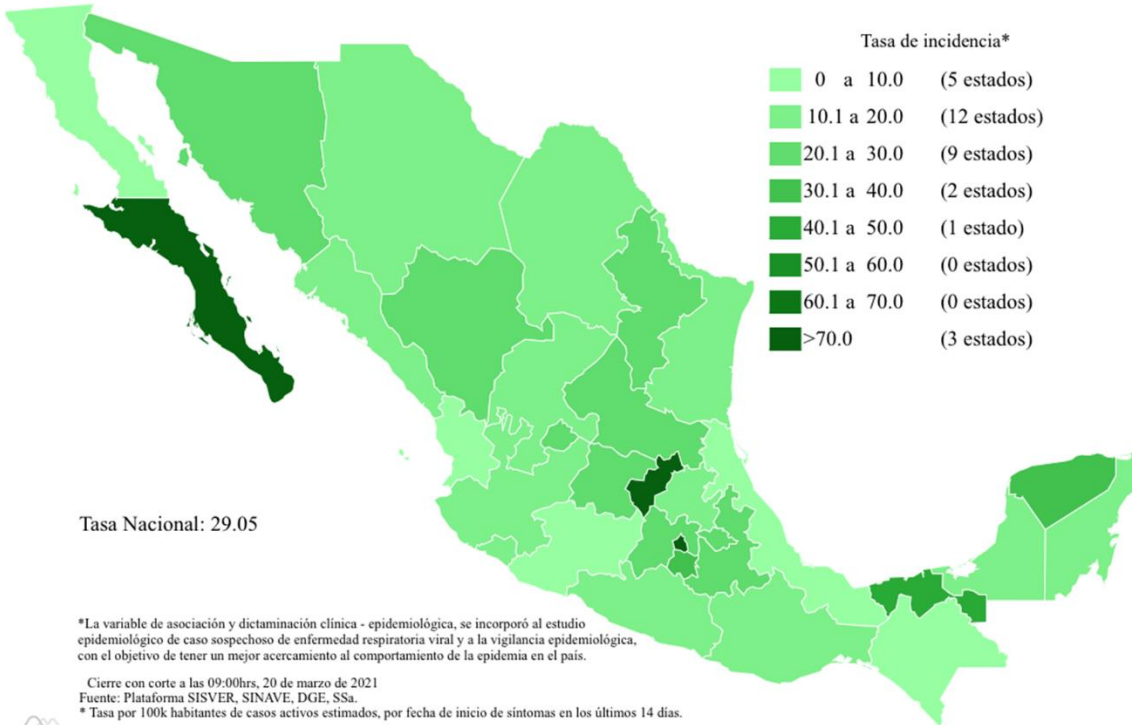 Tasa de incidencia*
0 a 10.0 (5 estados)
10.1 a 20.0 (12 estados)
20.1 a 30.0 (9 estados)
30.1 a 40.0 (2 estados)
40.1 a 50.0 (1 estado)
50.1 a 60.0 (0 estados)
60.1 a 70.0 (0 estados)
>70.0 (3 estados)
Tasa Nacional: 29.05
*La variable de asociación y dictaminación clínica - epidemiológica, se incorporó al estudio
epidemiológico de caso sospechoso de enfermedad respiratoria viral y a la vigilancia epidemiológica,
con el objetivo de tener un mejor acercamiento al comportamiento de la epidemia en el país.
Cierre con corte a las 09:00hrs, 20 de marzo de 2021
Fuente: Plataforma SISVER, SINAVE, DGE, SSa.
* Tasa por 100k habitantes de casos activos estimados, por fecha de inicio de síntomas en los últimos 14 días.